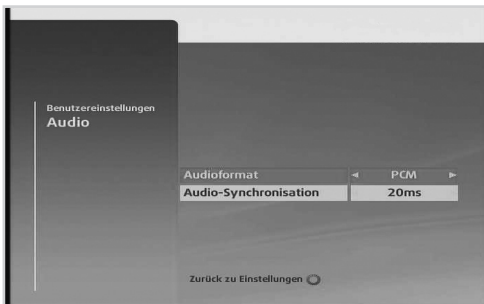 Benutzereinstellungen
Audio
Audioformat ◄ PCM ►
Audio-Synchronisation 20ms
Zurück zu Einstellungen